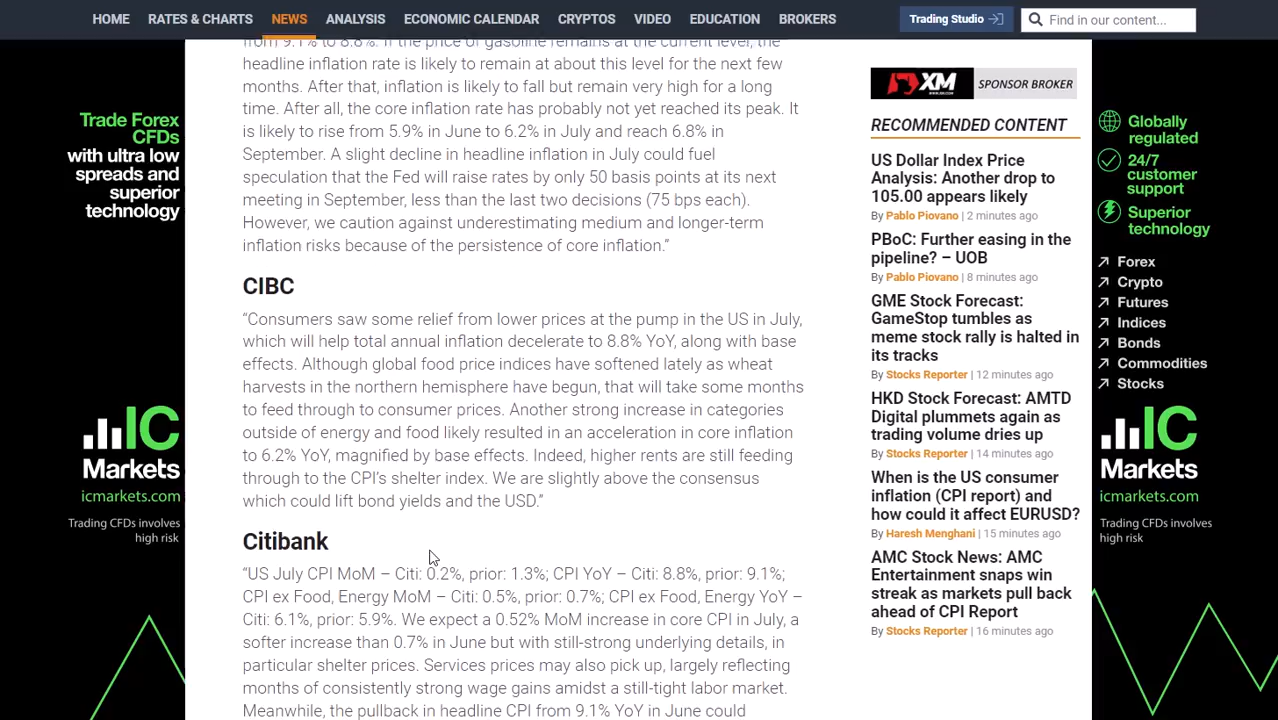 HOME RATES & CHARTS NEWS ANALYSIS ECONOMIC CALENDAR CRYPTOS VIDEO EDUCATION BROKERS Trading Studio Find in our content...
Trade Forex
CFDs
with ultra low
spreads and
superior
technology
IC
Markets
icmarkets.com
Trading CFDs involves
high risk
from 9.1% to 8.8%. If the price of gasoline remains at the current level, the
headline inflation rate is likely to remain at about this level for the next few
months. After that, inflation is likely to fall but remain very high for a long
time. After all, the core inflation rate has probably not yet reached its peak. It
is likely to rise from 5.9% in June to 6.2% in July and reach 6.8% in
September. A slight decline in headline inflation in July could fuel
speculation that the Fed will raise rates by only 50 basis points at its next
meeting in September, less than the last two decisions (75 bps each).
However, we caution against underestimating medium and longer-term
inflation risks because of the persistence of core inflation.”
CIBC
“Consumers saw some relief from lower prices at the pump in the US in July,
which will help total annual inflation decelerate to 8.8% YoY, along with base
effects. Although global food price indices have softened lately as wheat
harvests in the northern hemisphere have begun, that will take some months
to feed through to consumer prices. Another strong increase in categories
outside of energy and food likely resulted in an acceleration in core inflation
to 6.2% YoY, magnified by base effects. Indeed, higher rents are still feeding
through to the CPI’s shelter index. We are slightly above the consensus
which could lift bond yields and the USD.”
Citibank
“US July CPI MoM – Citi: 0.2%, prior: 1.3%; CPI YoY – Citi: 8.8%, prior: 9.1%;
CPI ex Food, Energy MoM – Citi: 0.5%, prior: 0.7%; CPI ex Food, Energy YoY –
Citi: 6.1%, prior: 5.9%. We expect a 0.52% MoM increase in core CPI in July, a
softer increase than 0.7% in June but with still-strong underlying details, in
particular shelter prices. Services prices may also pick up, largely reflecting
months of consistently strong wage gains amidst a still-tight labor market.
Meanwhile, the pullback in headline CPI from 9.1% YoY in June could
XM SPONSOR BROKER
RECOMMENDED CONTENT
US Dollar Index Price
Analysis: Another drop to
105.00 appears likely
By Pablo Piovano | 2 minutes ago
PBoC: Further easing in the
pipeline? – UOB
By Pablo Piovano | 8 minutes ago
GME Stock Forecast:
GameStop tumbles as
meme stock rally is halted in
its tracks
By Stocks Reporter | 12 minutes ago
HKD Stock Forecast: AMTD
Digital plummets again as
trading volume dries up
By Stocks Reporter | 14 minutes ago
When is the US consumer
inflation (CPI report) and
how could it affect EURUSD?
By Haresh Menghani | 15 minutes ago
AMC Stock News: AMC
Entertainment snaps win
streak as markets pull back
ahead of CPI Report
By Stocks Reporter | 16 minutes ago
Globally
regulated
24/7
customer
support
Superior
technology
Forex
Crypto
Futures
Indices
Bonds
Commodities
Stocks
IC
Markets
icmarkets.com
Trading CFDs involves
high risk